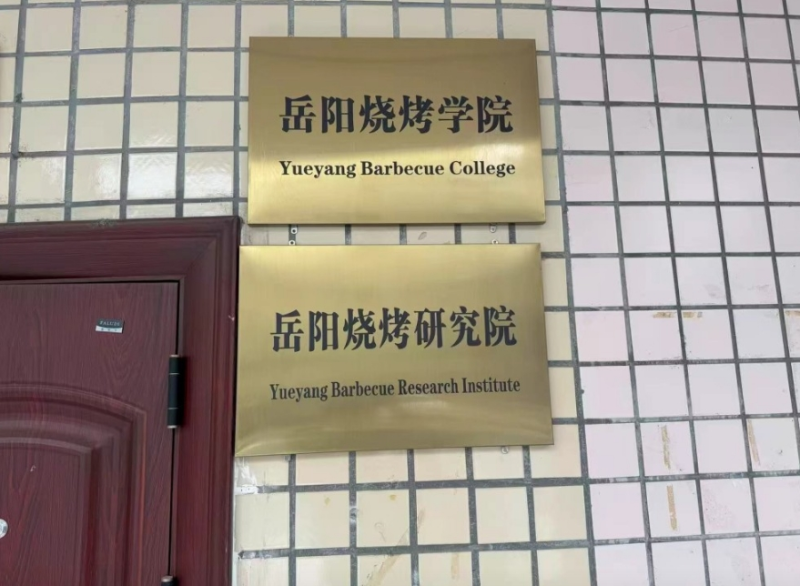 岳阳烧烤学院
Yueyang Barbecue College
岳阳烧烤研究院
Yueyang Barbecue Research Institute